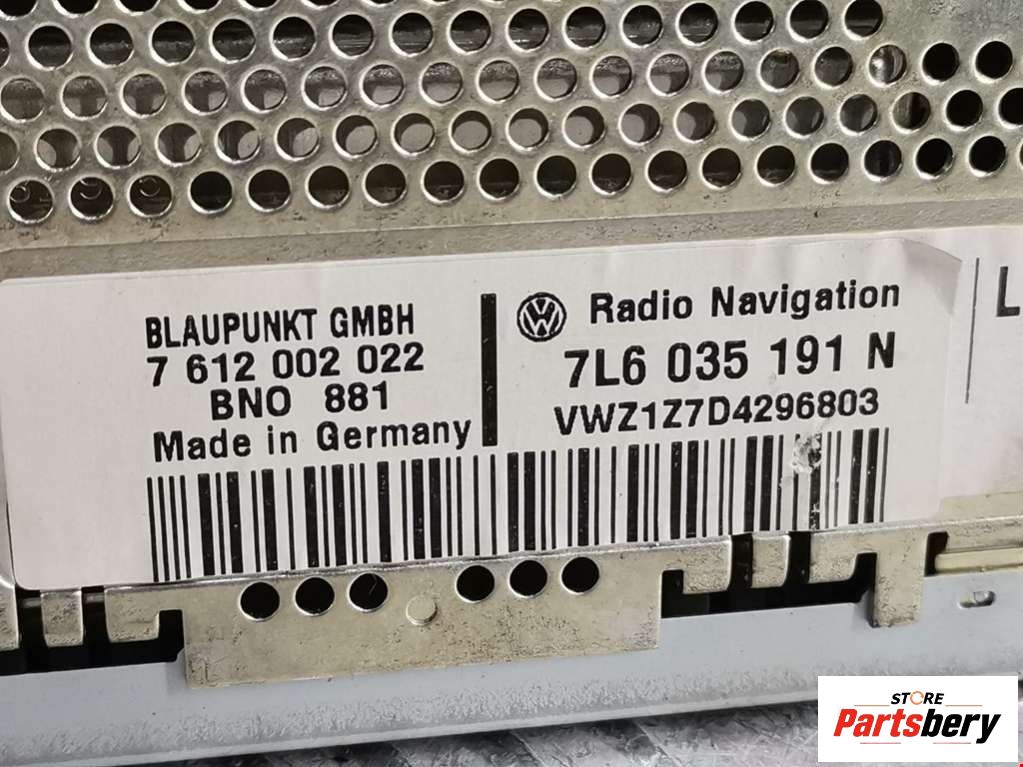 BLAUPUNKT GMBH
7 612 002 022
BNO 881
Made in Germany
Radio Navigation
7L6 035 191 N
VWZ1Z7D4296803
L
STORE
Partsbery